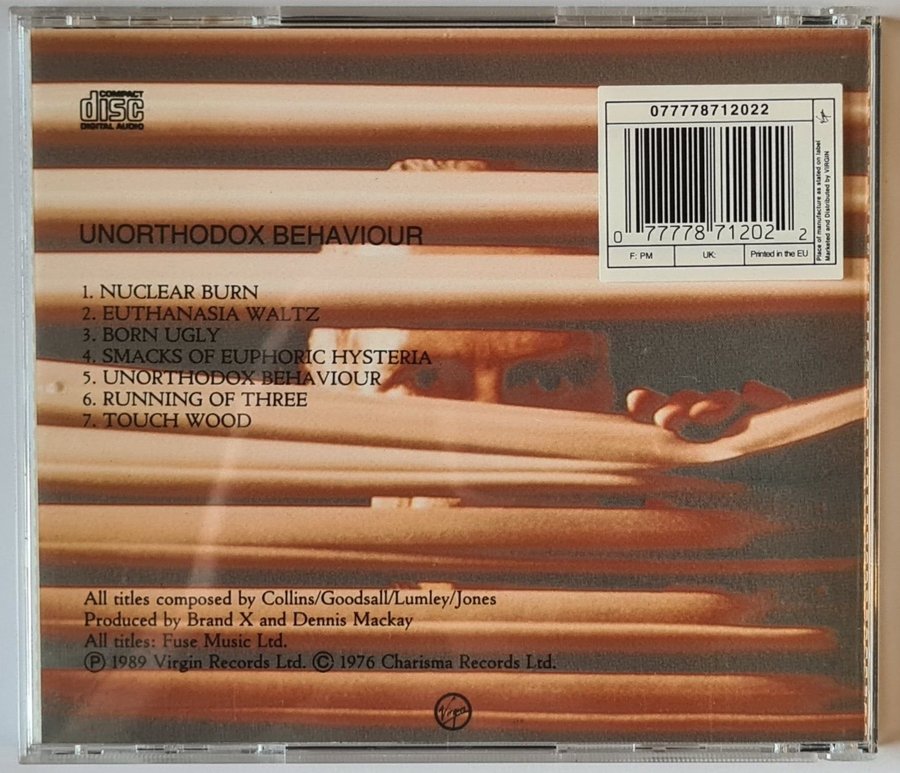 COMPACT
disc
DIGITAL AUDIO
077778712022
0 77778 71202 2
F: PM
UK:
Printed in the EU
Place of manufacture as stated on label
Marketed and Distributed by VIRGIN
Virgin
UNORTHODOX BEHAVIOUR
1. NUCLEAR BURN
2. EUTHANASIA WALTZ
3. BORN UGLY
4. SMACKS OF EUPHORIC HYSTERIA
5. UNORTHODOX BEHAVIOUR
6. RUNNING OF THREE
7. TOUCH WOOD
All titles composed by Collins/Goodsall/Lumley/Jones
Produced by Brand X and Dennis Mackay
All titles: Fuse Music Ltd.
Ⓟ 1989 Virgin Records Ltd. © 1976 Charisma Records Ltd.
Virgin